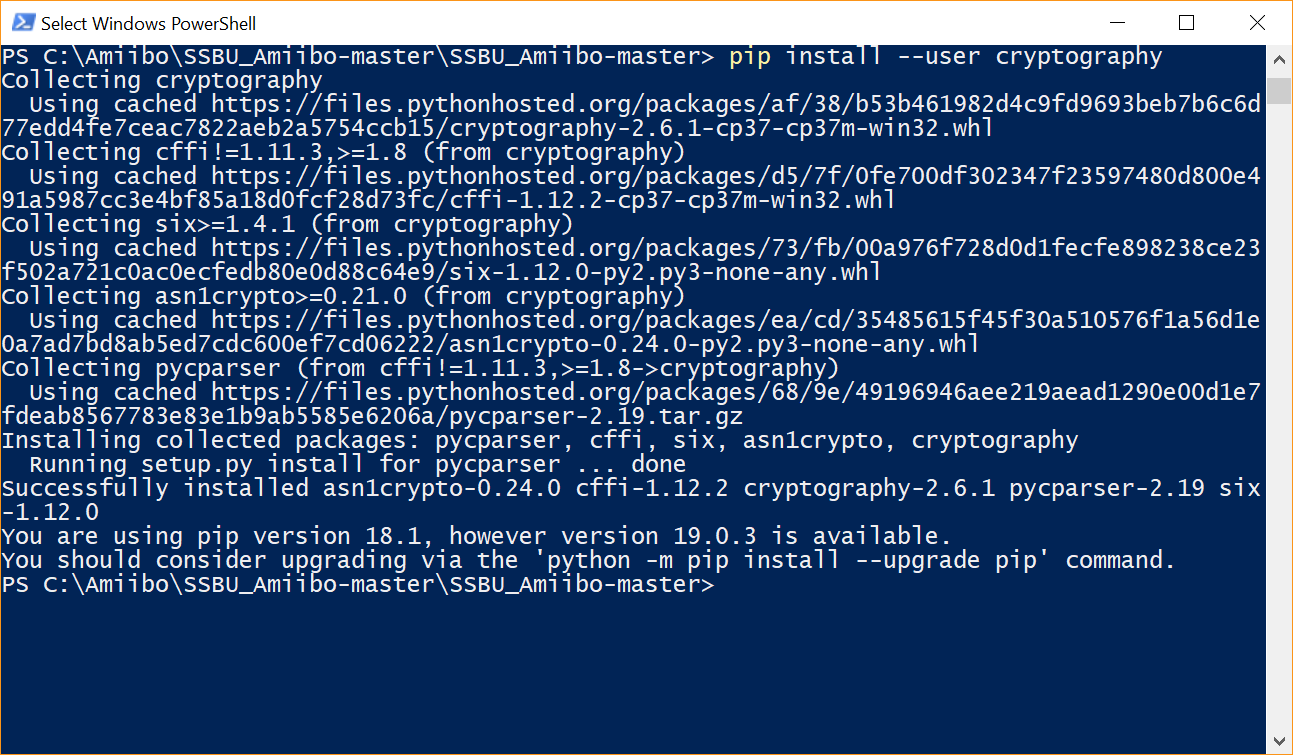 Select Windows PowerShell
PS C:\Amiibo\SSBU_Amiibo-master\SSBU_Amiibo-master> pip install --user cryptography
Collecting cryptography
  Using cached https://files.pythonhosted.org/packages/af/38/b53b461982d4c9fd9693beb7b6c6d
77edd4fe7ceac7822aeb2a5754ccb15/cryptography-2.6.1-cp37-cp37m-win32.whl
Collecting cffi!=1.11.3,>=1.8 (from cryptography)
  Using cached https://files.pythonhosted.org/packages/d5/7f/0fe700df302347f23597480d800e4
91a5987cc3e4bf85a18d0fcf28d73fc/cffi-1.12.2-cp37-cp37m-win32.whl
Collecting six>=1.4.1 (from cryptography)
  Using cached https://files.pythonhosted.org/packages/73/fb/00a976f728d0d1fecfe898238ce23
f502a721c0ac0ecfedb80e0d88c64e9/six-1.12.0-py2.py3-none-any.whl
Collecting asn1crypto>=0.21.0 (from cryptography)
  Using cached https://files.pythonhosted.org/packages/ea/cd/35485615f45f30a510576f1a56d1e
0a7ad7bd8ab5ed7cdc600ef7cd06222/asn1crypto-0.24.0-py2.py3-none-any.whl
Collecting pycparser (from cffi!=1.11.3,>=1.8->cryptography)
  Using cached https://files.pythonhosted.org/packages/68/9e/49196946aee219aead1290e00d1e7
fdeab8567783e83e1b9ab5585e6206a/pycparser-2.19.tar.gz
Installing collected packages: pycparser, cffi, six, asn1crypto, cryptography
  Running setup.py install for pycparser ... done
Successfully installed asn1crypto-0.24.0 cffi-1.12.2 cryptography-2.6.1 pycparser-2.19 six
-1.12.0
You are using pip version 18.1, however version 19.0.3 is available.
You should consider upgrading via the 'python -m pip install --upgrade pip' command.
PS C:\Amiibo\SSBU_Amiibo-master\SSBU_Amiibo-master>